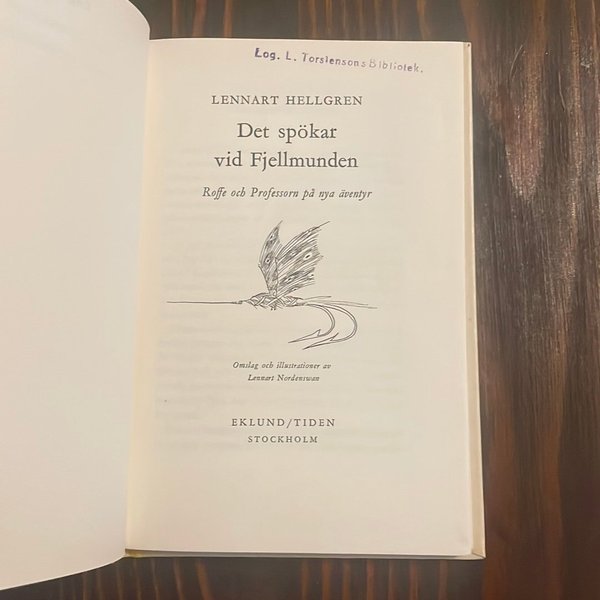 Log. L. Torstensons Bibliotek.
LENNART HELLGREN
Det spökar
vid Fjellmunden
Roffe och Professorn på nya äventyr
Omslag och illustrationer av
Lennart Nordenswan
EKLUND/TIDEN
STOCKHOLM